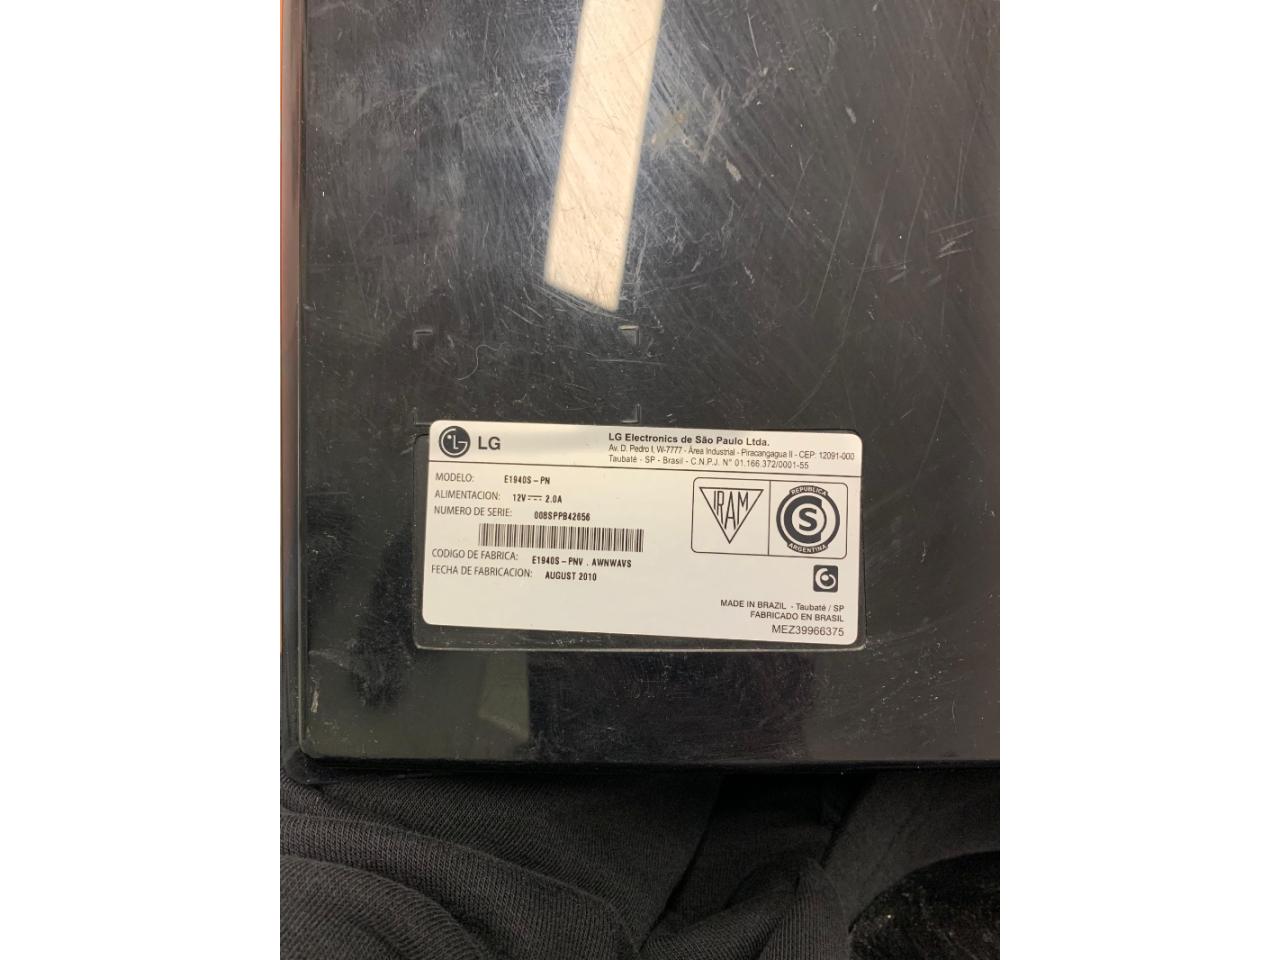 LG
LG Electronics de São Paulo Ltda.
Av. D. Pedro I, W-7777 - Área Industrial - Piracangagua II - CEP: 12091-000
Taubaté - SP - Brasil - C.N.P.J. N° 01.166.372/0001-55
MODELO: E1940S-PN
ALIMENTACION: 12V⎓ 2.0A
NUMERO DE SERIE: 008SPPB42656
CODIGO DE FABRICA: E1940S-PNV . AWNWAVS
FECHA DE FABRICACION: AUGUST 2010
IRAM
REPUBLICA
S
ARGENTINA
MADE IN BRAZIL - Taubaté / SP
FABRICADO EN BRASIL
MEZ39966375